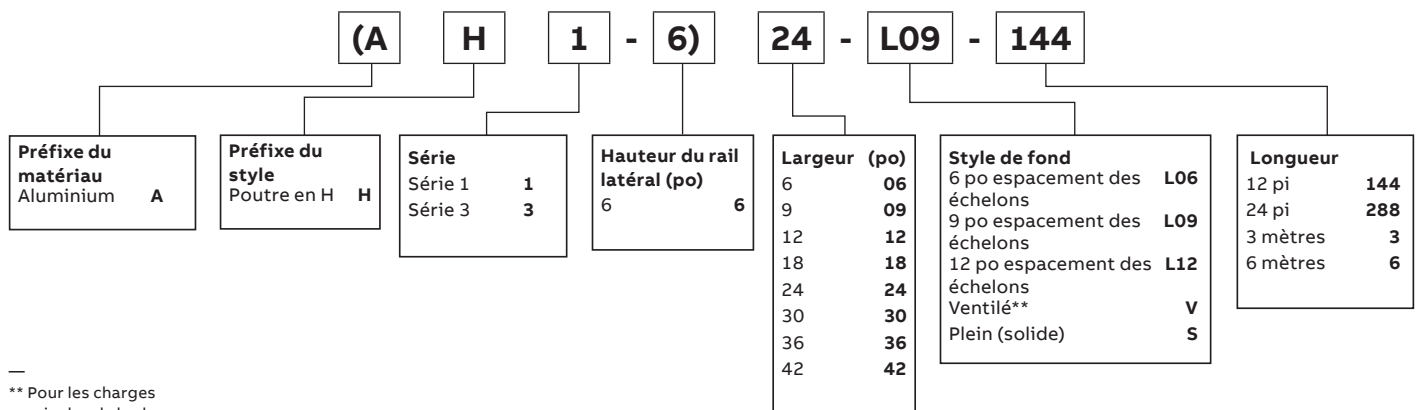 (A H 1 - 6) 24 - L09 - 144
Préfixe du
matériau
Aluminium A
Préfixe du
style
Poutre en H H
Série
Série 1 1
Série 3 3
Hauteur du rail
latéral (po)
6 6
Largeur (po)
6 06
9 09
12 12
18 18
24 24
30 30
36 36
42 42
Style de fond
6 po espacement des L06
échelons
9 po espacement des L09
échelons
12 po espacement des L12
échelons
Ventilé** V
Plein (solide) S
Longueur
12 pi 144
24 pi 288
3 mètres 3
6 mètres 6
—
** Pour les charges